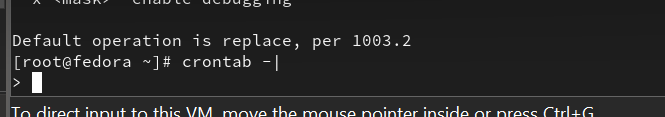 -x <mask>  enable debugging
Default operation is replace, per 1003.2
[root@fedora ~]# crontab -|
>
To direct input to this VM, move the mouse pointer inside or press Ctrl+G.